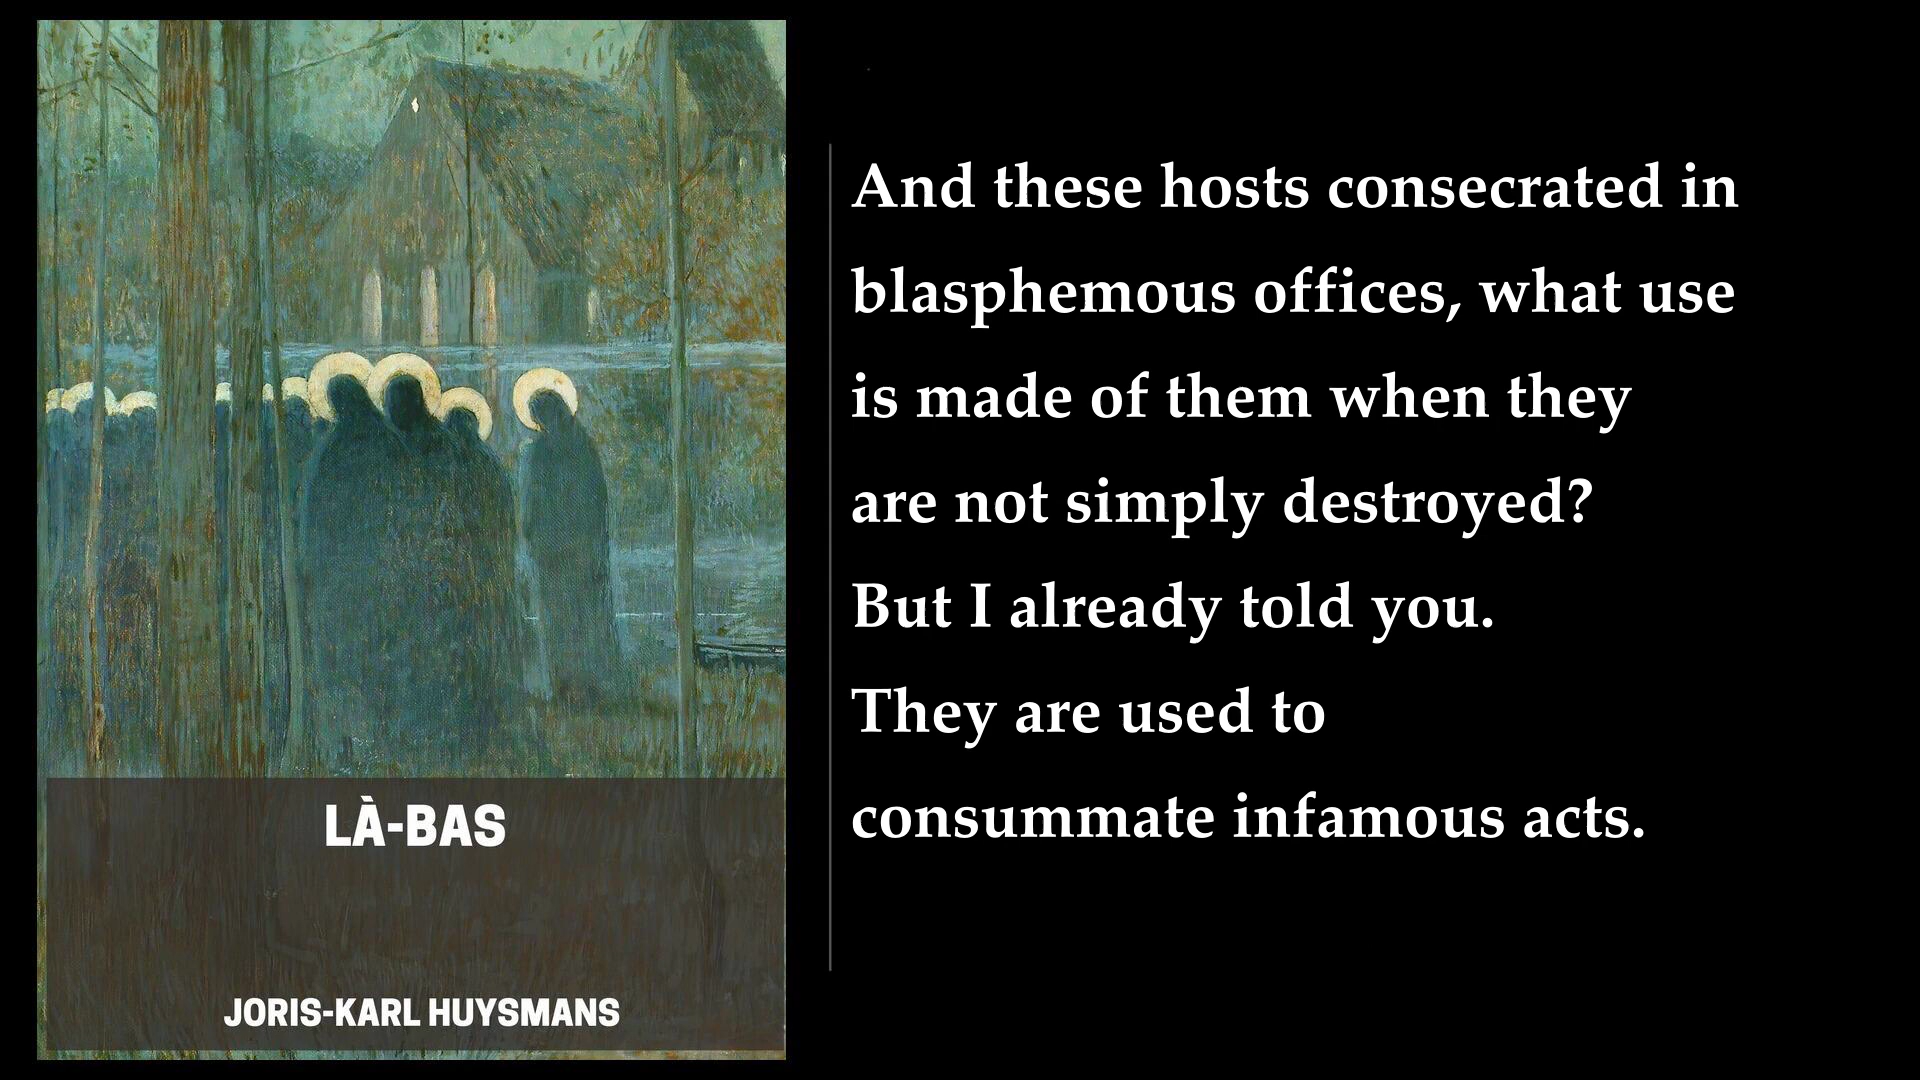 LÀ-BAS
JORIS-KARL HUYSMANS
And these hosts consecrated in
blasphemous offices, what use
is made of them when they
are not simply destroyed?
But I already told you.
They are used to
consummate infamous acts.